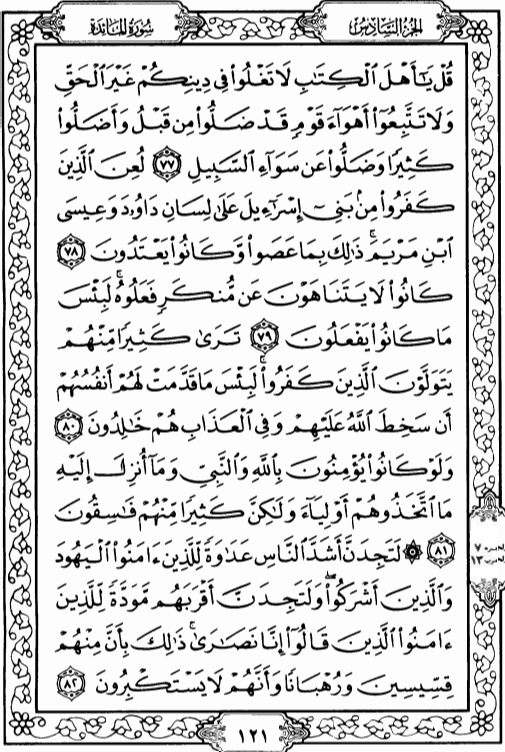 الجزء السادس
سورة المائدة
قُلْ يَـٰٓأَهْلَ ٱلْكِتَـٰبِ لَا تَغْلُوا۟ فِى دِينِكُمْ غَيْرَ ٱلْحَقِّ
وَلَا تَتَّبِعُوٓا۟ أَهْوَآءَ قَوْمٍ قَدْ ضَلُّوا۟ مِن قَبْلُ وَأَضَلُّوا۟
كَثِيرًا وَضَلُّوا۟ عَن سَوَآءِ ٱلسَّبِيلِ ٧٧ لُعِنَ ٱلَّذِينَ
كَفَرُوا۟ مِنۢ بَنِىٓ إِسْرَٰٓءِيلَ عَلَىٰ لِسَانِ دَاوُۥدَ وَعِيسَى
ٱبْنِ مَرْيَمَ ۚ ذَٰلِكَ بِمَا عَصَوا۟ وَّكَانُوا۟ يَعْتَدُونَ ٧٨
كَانُوا۟ لَا يَتَنَاهَوْنَ عَن مُّنكَرٍ فَعَلُوهُ ۚ لَبِئْسَ
مَا كَانُوا۟ يَفْعَلُونَ ٧٩ تَرَىٰ كَثِيرًا مِّنْهُمْ
يَتَوَلَّوْنَ ٱلَّذِينَ كَفَرُوا۟ ۚ لَبِئْسَ مَا قَدَّمَتْ لَهُمْ أَنفُسُهُمْ
أَن سَخِطَ ٱللَّهُ عَلَيْهِمْ وَفِى ٱلْعَذَابِ هُمْ خَـٰلِدُونَ ٨٠
وَلَوْ كَانُوا۟ يُؤْمِنُونَ بِٱللَّهِ وَٱلنَّبِىِّ وَمَآ أُنزِلَ إِلَيْهِ
مَا ٱتَّخَذُوهُمْ أَوْلِيَآءَ وَلَـٰكِنَّ كَثِيرًا مِّنْهُمْ فَـٰسِقُونَ
٨١ ۞ لَتَجِدَنَّ أَشَدَّ ٱلنَّاسِ عَدَٰوَةً لِّلَّذِينَ ءَامَنُوا۟ ٱلْيَهُودَ
وَٱلَّذِينَ أَشْرَكُوا۟ ۖ وَلَتَجِدَنَّ أَقْرَبَهُم مَّوَدَّةً لِّلَّذِينَ
ءَامَنُوا۟ ٱلَّذِينَ قَالُوٓا۟ إِنَّا نَصَـٰرَىٰ ۚ ذَٰلِكَ بِأَنَّ مِنْهُمْ
قِسِّيسِينَ وَرُهْبَانًا وَأَنَّهُمْ لَا يَسْتَكْبِرُونَ ٨٢
١٢١